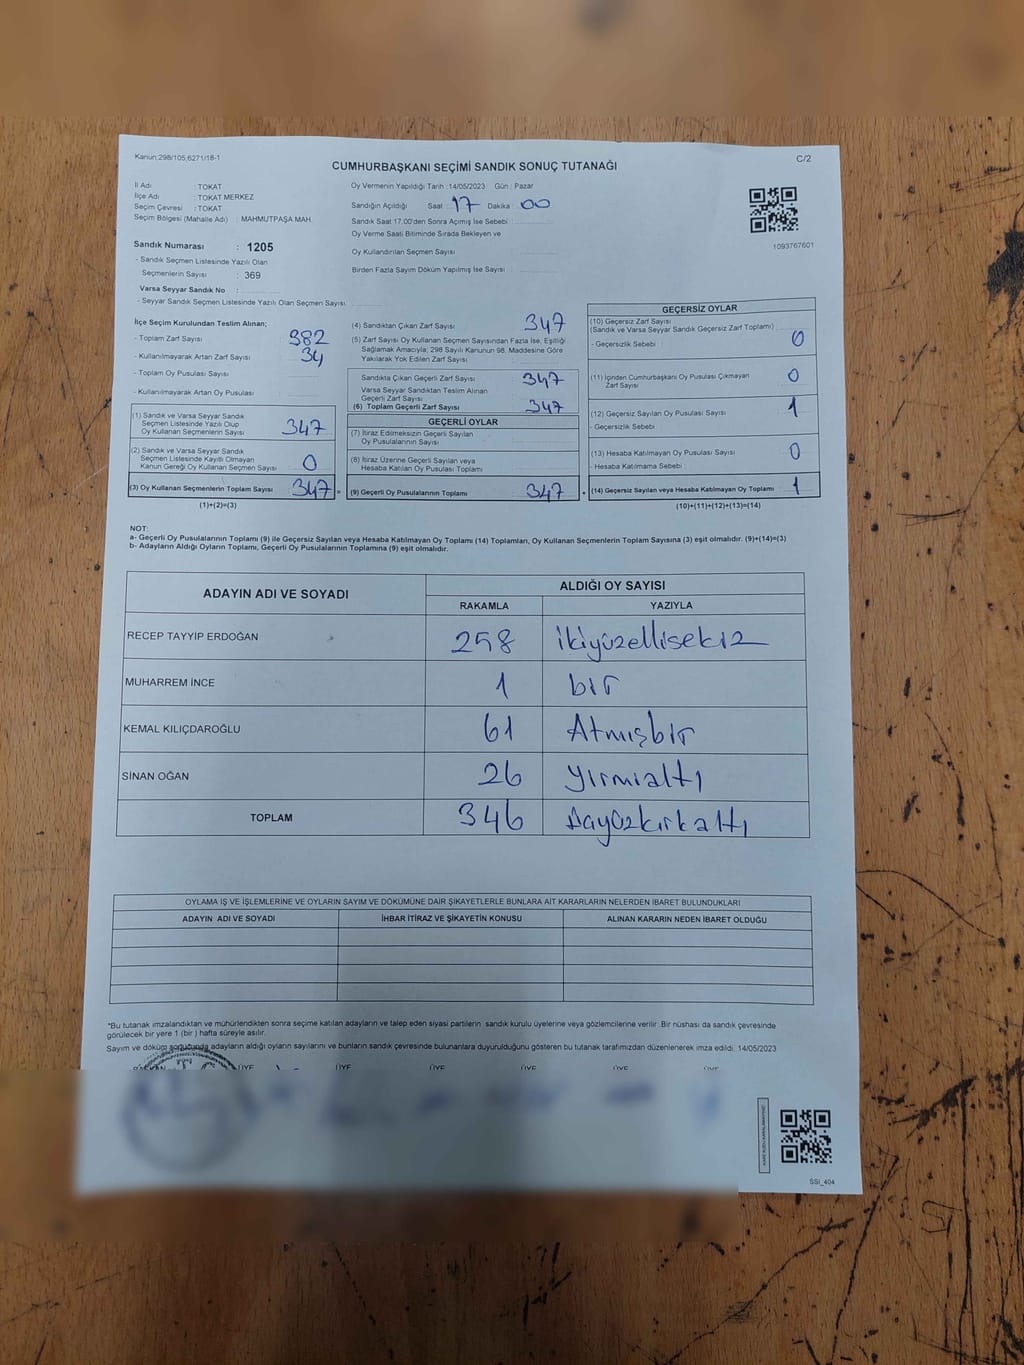 Kanun;298/105;6271/18-1
C/2
CUMHURBAŞKANI SEÇİMİ SANDIK SONUÇ TUTANAĞI
İl Adı : TOKAT
İlçe Adı : TOKAT MERKEZ
Seçim Çevresi : TOKAT
Seçim Bölgesi (Mahalle Adı) : MAHMUTPAŞA MAH.
Oy Vermenin Yapıldığı Tarih :14/05/2023 Gün : Pazar
Sandığın Açıldığı Saat : 17 Dakika : 00
Sandık Saat 17.00'den Sonra Açımış İse Sebebi :
Oy Verme Saati Bitiminde Sırada Bekleyen ve
Oy Kullandırılan Seçmen Sayısı
Birden Fazla Sayım Döküm Yapılmış İse Sayısı
1093767601
Sandık Numarası : 1205
- Sandık Seçmen Listesinde Yazılı Olan
Seçmenlerin Sayısı : 369
Varsa Seyyar Sandık No :
- Seyyar Sandık Seçmen Listesinde Yazılı Olan Seçmen Sayısı:
İlçe Seçim Kurulundan Teslim Alınan;
- Toplam Zarf Sayısı 382
- Kullanılmayarak Artan Zarf Sayısı 34
- Toplam Oy Pusulası Sayısı
- Kullanılmayarak Artan Oy Pusulası
(1) Sandık ve Varsa Seyyar Sandık
Seçmen Listesinde Yazılı Olup
Oy Kullanan Seçmenlerin Sayısı 347
(2) Sandık ve Varsa Seyyar Sandık
Seçmen Listesinde Kayıtlı Olmayan
Kanun Gereği Oy Kullanan Seçmen Sayısı 0
(3) Oy Kullanan Seçmenlerin Toplam Sayısı 347 =
(1)+(2)=(3)
(4) Sandıktan Çıkan Zarf Sayısı 347
(5) Zarf Sayısı Oy Kullanan Seçmen Sayısından Fazla İse, Eşitliği
Sağlamak Amacıyla; 298 Sayılı Kanunun 98. Maddesine Göre
Yakılarak Yok Edilen Zarf Sayısı
Sandıkta Çıkan Geçerli Zarf Sayısı 347
Varsa Seyyar Sandıktan Teslim Alınan
Geçerli Zarf Sayısı
(6) Toplam Geçerli Zarf Sayısı 347
GEÇERLİ OYLAR
(7) İtiraz Edilmeksizin Geçerli Sayılan
Oy Pusulalarının Sayısı
(8) İtiraz Üzerine Geçerli Sayılan veya
Hesaba Katılan Oy Pusulası Toplamı
(9) Geçerli Oy Pusulalarının Toplamı 347 +
GEÇERSİZ OYLAR
(10) Geçersiz Zarf Sayısı
(Sandık ve Varsa Seyyar Sandık Geçersiz Zarf Toplamı)
- Geçersizlik Sebebi : 0
(11) İçinden Cumhurbaşkanı Oy Pusulası Çıkmayan
Zarf Sayısı 0
(12) Geçersiz Sayılan Oy Pusulası Sayısı 1
- Geçersizlik Sebebi :
(13) Hesaba Katılmayan Oy Pusulası Sayısı 0
- Hesaba Katılmama Sebebi :
(14) Geçersiz Sayılan veya Hesaba Katılmayan Oy Toplamı 1
(10)+(11)+(12)+(13)=(14)
NOT:
a- Geçerli Oy Pusulalarının Toplamı (9) ile Geçersiz Sayılan veya Hesaba Katılmayan Oy Toplamı (14) Toplamları, Oy Kullanan Seçmenlerin Toplam Sayısına (3) eşit olmalıdır. (9)+(14)=(3)
b- Adayların Aldığı Oyların Toplamı, Geçerli Oy Pusulalarının Toplamına (9) eşit olmalıdır.
ADAYIN ADI VE SOYADI ALDIĞI OY SAYISI
RAKAMLA YAZIYLA
RECEP TAYYİP ERDOĞAN 258 ikiyüzellisekiz
MUHARREM İNCE 1 bir
KEMAL KILIÇDAROĞLU 61 Atmışbir
SİNAN OĞAN 26 yirmialtı
TOPLAM 346
OYLAMA İŞ VE İŞLEMLERİNE VE OYLARIN SAYIM VE DÖKÜMÜNE DAİR ŞİKAYETLERLE BUNLARA AİT KARARLARIN NELERDEN İBARET BULUNDUKLARI
ADAYIN ADI VE SOYADI İHBAR İTİRAZ VE ŞİKAYETİN KONUSU ALINAN KARARIN NEDEN İBARET OLDUĞU
*Bu tutanak imzalandıktan ve mühürlendikten sonra seçime katılan adayların ve talep eden siyasi partilerin sandık kurulu üyelerine veya gözlemcilerine verilir .Bir nüshası da sandık çevresinde
görülecek bir yere 1 (bir ) hafta süreyle asılır.
Sayım ve döküm sonucunda adayların aldığı oyların sayılarını ve bunların sandık çevresinde bulunanlara duyurulduğunu gösteren bu tutanak tarafımızdan düzenlenerek imza edildi. 14/05/2023
BAŞKAN ÜYE ÜYE ÜYE ÜYE ÜYE ÜYE
SSI_404